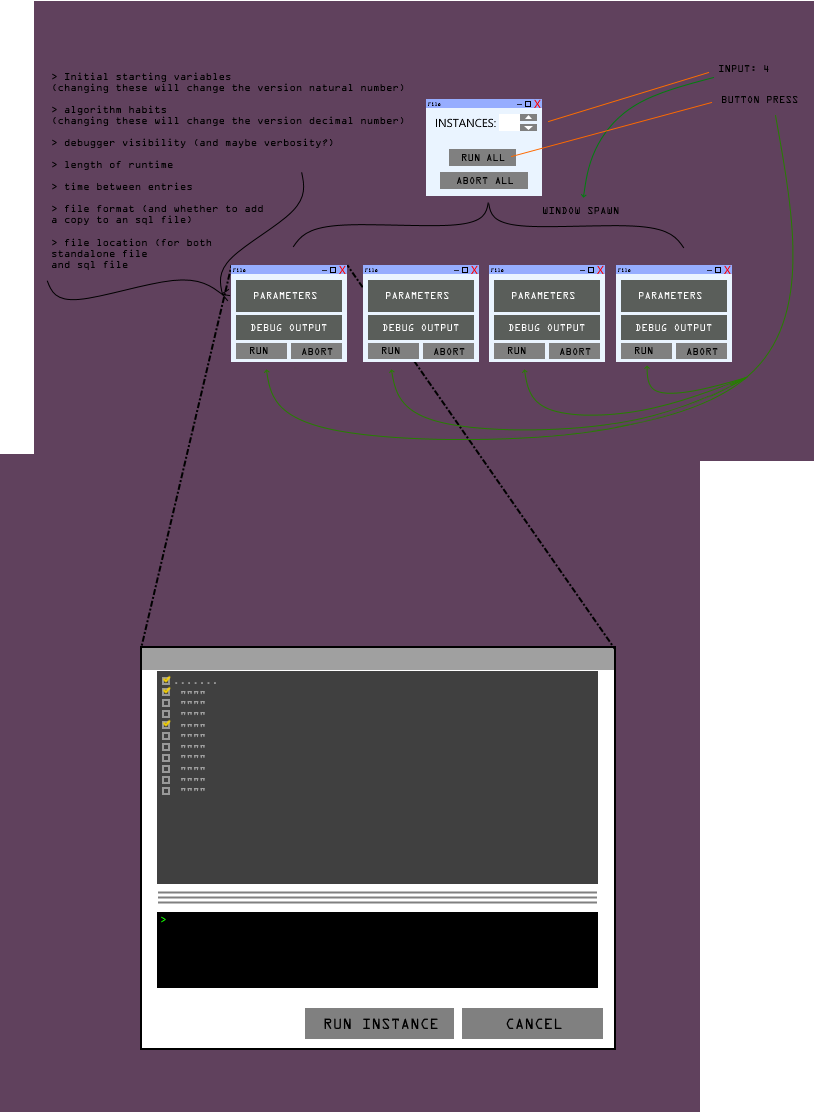 > Initial starting variables
(changing these will change the version natural number)
> algorithm habits
(changing these will change the version decimal number)
> debugger visibility (and maybe verbosity?)
> length of runtime
> time between entries
> file format (and whether to add
a copy to an sql file)
> file location (for both
standalone file
and sql file
INPUT: 4
BUTTON PRESS
File
INSTANCES:
RUN ALL
ABORT ALL
WINDOW SPAWN
File
PARAMETERS
DEBUG OUTPUT
RUN ABORT
File
PARAMETERS
DEBUG OUTPUT
RUN ABORT
File
PARAMETERS
DEBUG OUTPUT
RUN ABORT
File
PARAMETERS
DEBUG OUTPUT
RUN ABORT
.......
""""
""""
""""
""""
""""
""""
""""
""""
""""
""""
>
RUN INSTANCE CANCEL